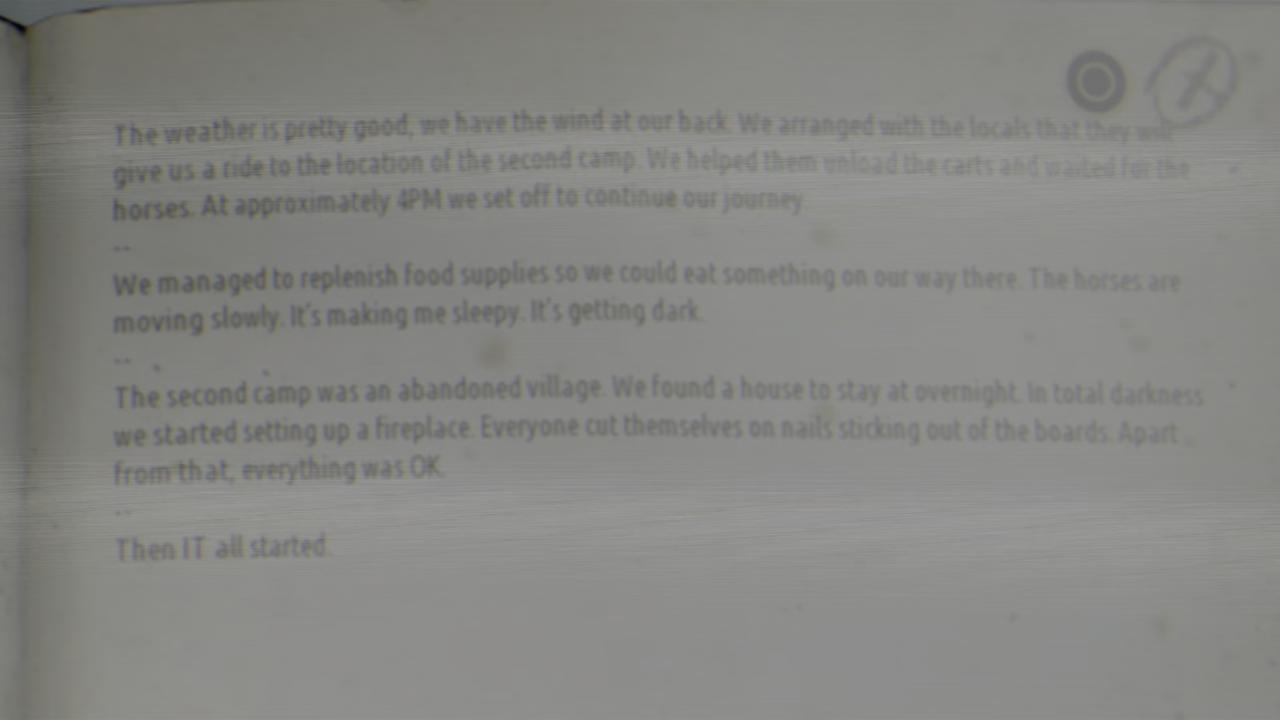 The weather is pretty good, we have the wind at our back. We arranged with the locals that they will
give us a ride to the location of the second camp. We helped them unload the carts and waited for the
horses. At approximately 4PM we set off to continue our journey.
--
We managed to replenish food supplies so we could eat something on our way there. The horses are
moving slowly. It's making me sleepy. It's getting dark.
--
The second camp was an abandoned village. We found a house to stay at overnight. In total darkness
we started setting up a fireplace. Everyone cut themselves on nails sticking out of the boards. Apart
from that, everything was OK.
--
Then IT all started.